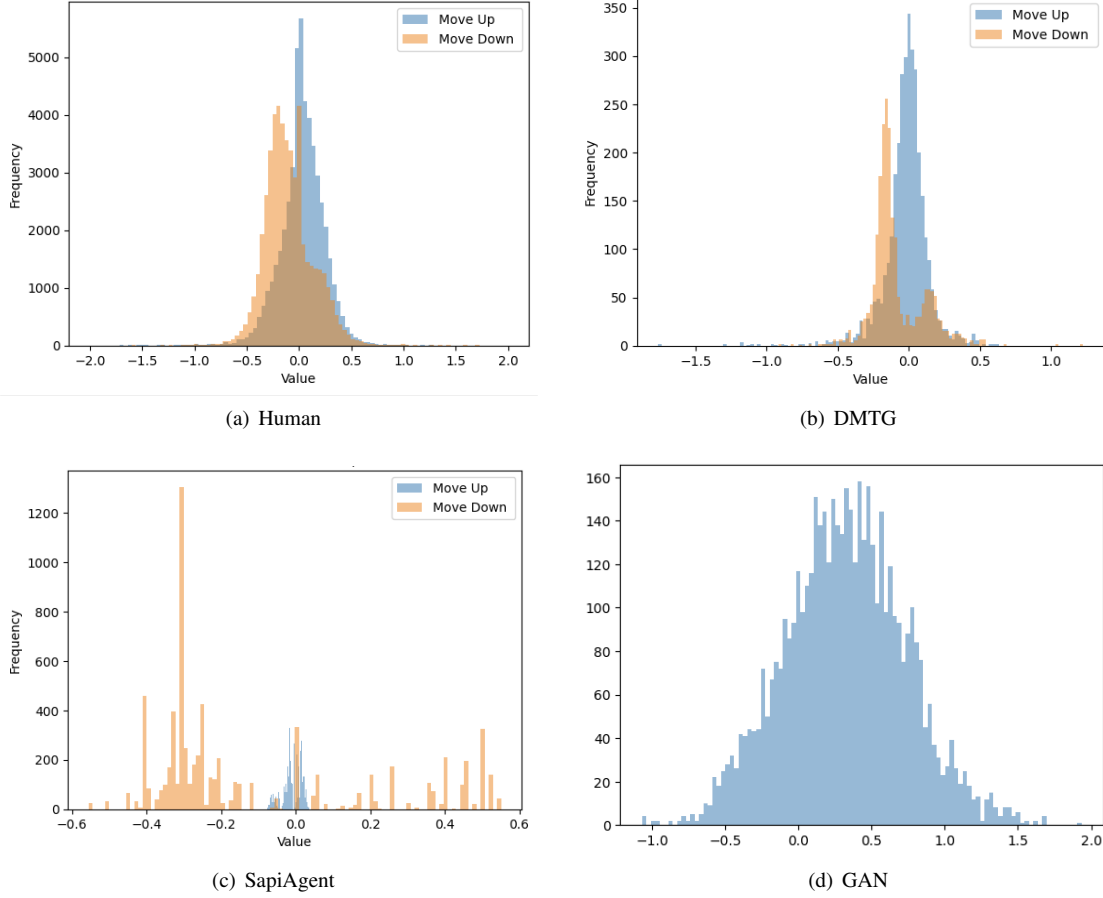 Move Up
Move Down
5000
4000
3000
2000
1000
0
Frequency
−2.0 −1.5 −1.0 −0.5 0.0 0.5 1.0 1.5 2.0
Value
(a) Human
Move Up
Move Down
350
300
250
200
150
100
50
0
Frequency
−1.5 −1.0 −0.5 0.0 0.5 1.0
Value
(b) DMTG
Move Up
Move Down
1200
1000
800
600
400
200
0
Frequency
−0.6 −0.4 −0.2 0.0 0.2 0.4 0.6
Value
(c) SapiAgent
160
140
120
100
80
60
40
20
0
−1.0 −0.5 0.0 0.5 1.0 1.5 2.0
(d) GAN